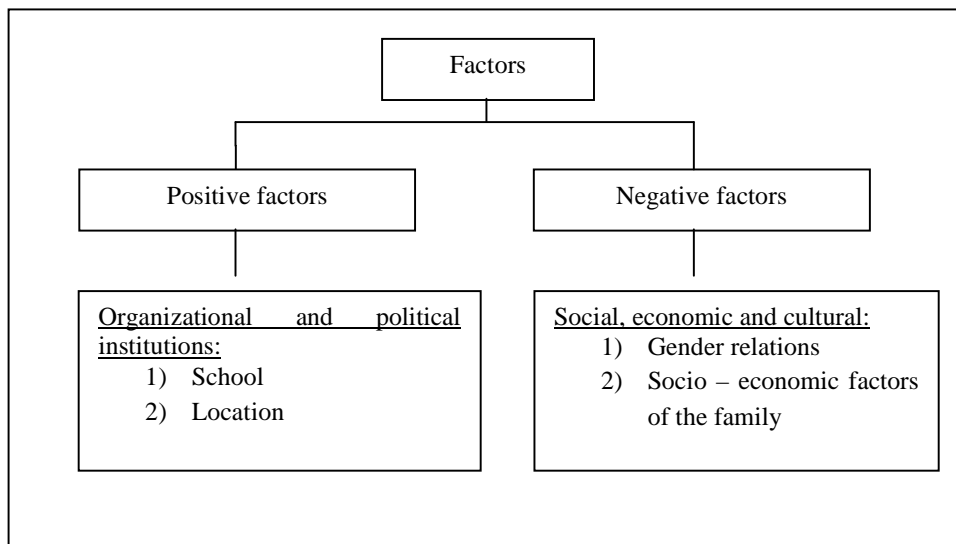 Factors
Positive factors
Negative factors
Organizational and political
institutions:
1) School
2) Location
Social, economic and cultural:
1) Gender relations
2) Socio – economic factors
of the family